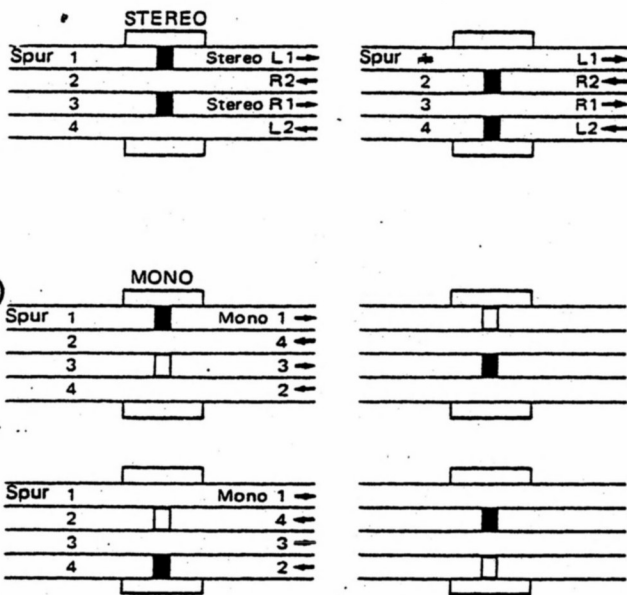 STEREO
Spur 1 Stereo L1→
2 R2←
3 Stereo R1→
4 L2←
Spur 1 L1→
2 R2←
3 R1→
4 L2←
MONO
Spur 1 Mono 1→
2 4←
3 3→
4 2←
Spur 1 Mono 1→
2 4←
3 3→
4 2←